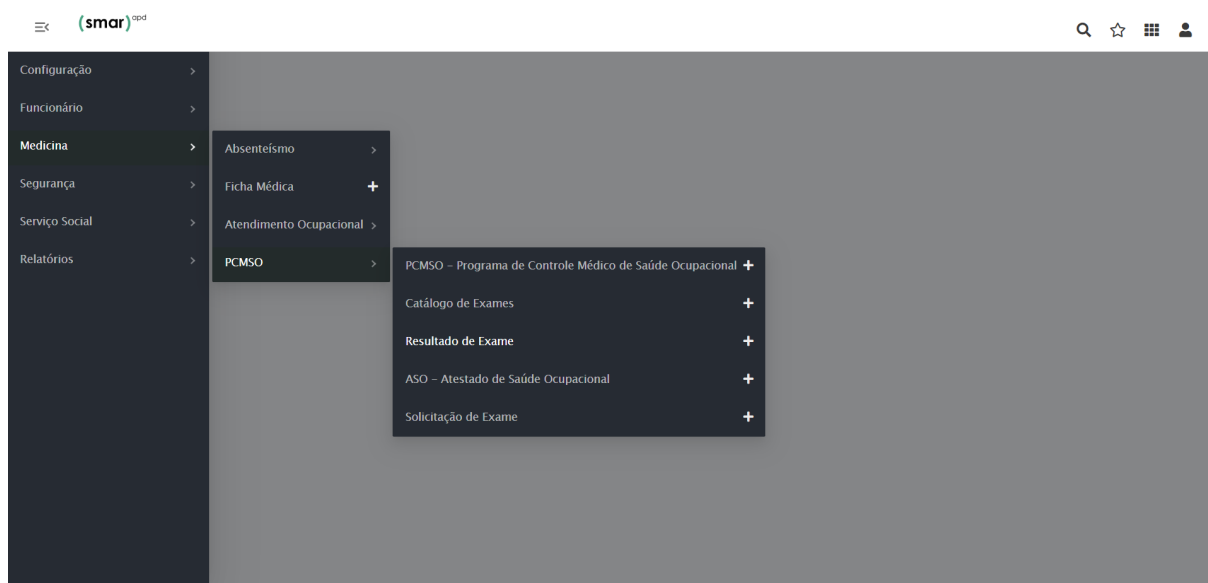 (smar)apd
Configuração
Funcionário
Medicina
Segurança
Serviço Social
Relatórios
Absenteísmo
Ficha Médica
Atendimento Ocupacional
PCMSO
PCMSO – Programa de Controle Médico de Saúde Ocupacional
Catálogo de Exames
Resultado de Exame
ASO – Atestado de Saúde Ocupacional
Solicitação de Exame